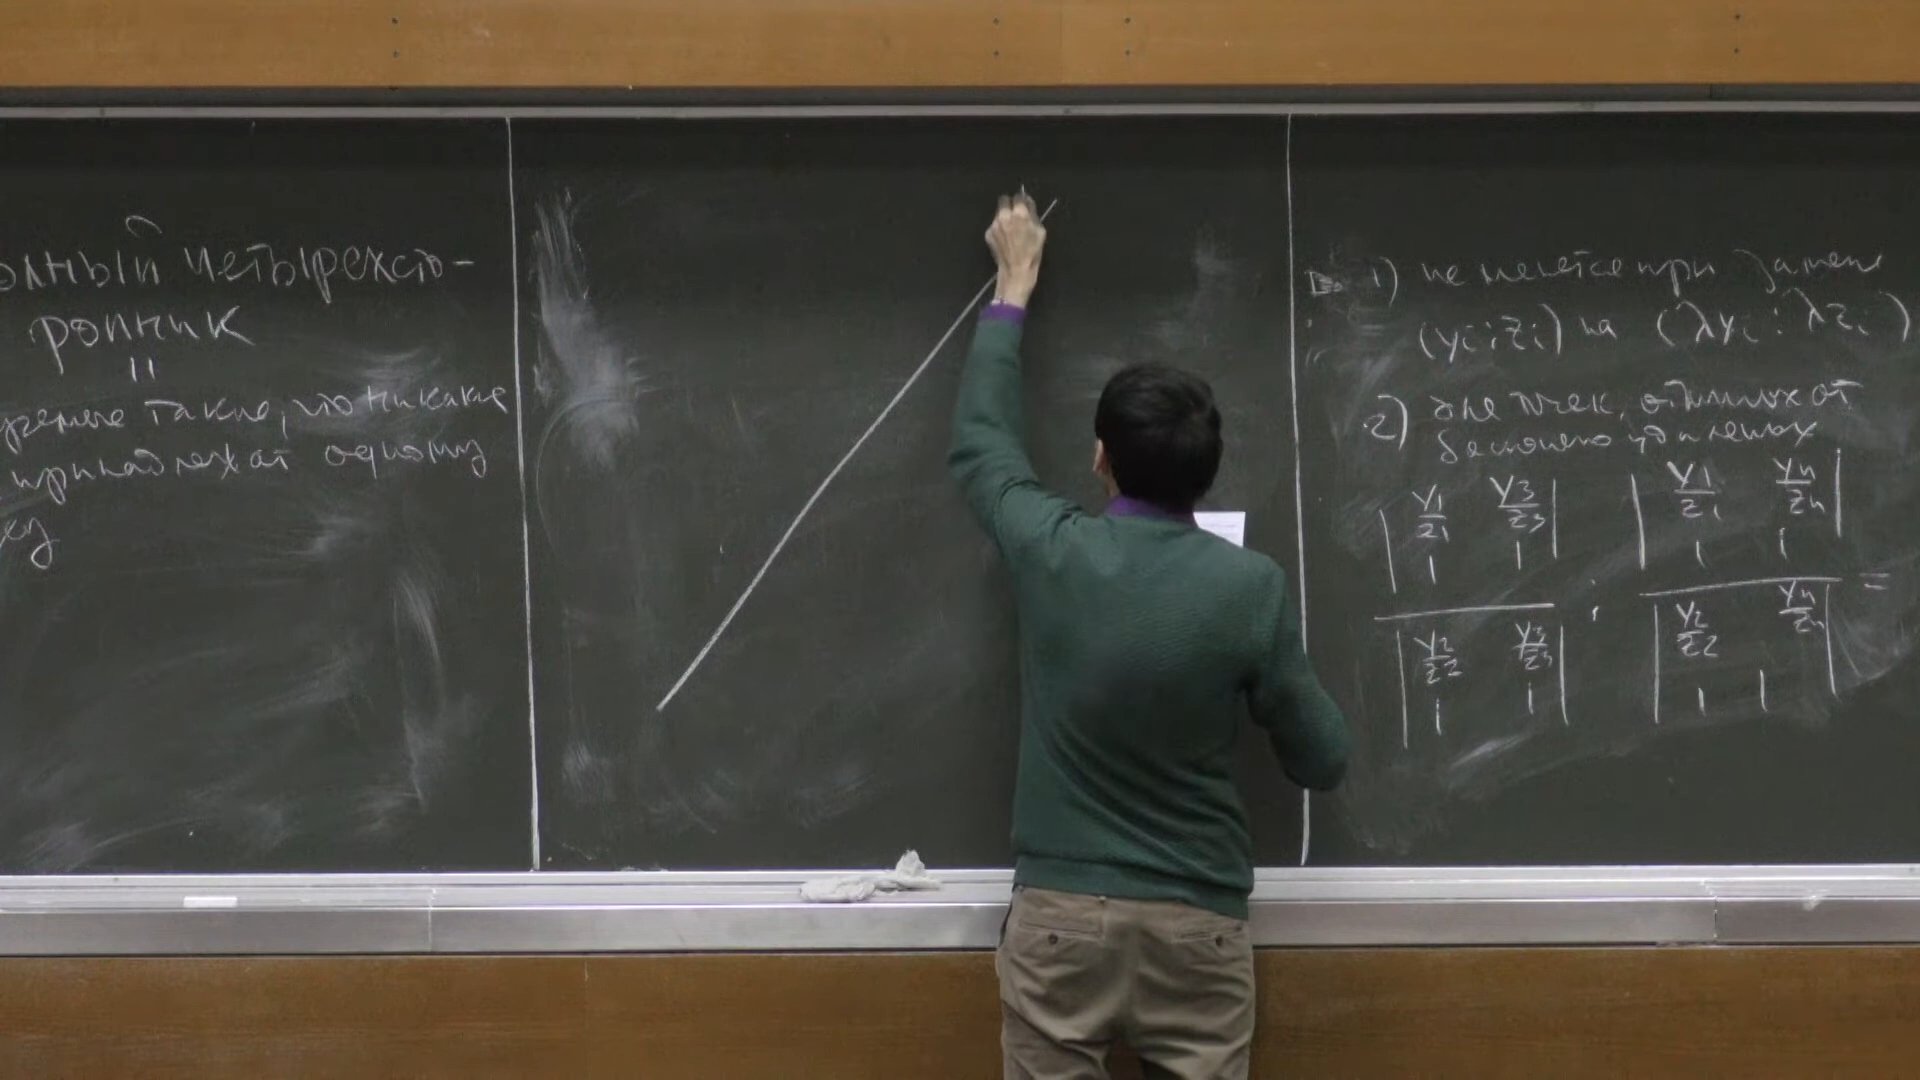 олный четырехсто-
ронник
||
такие, что никакие
принадлежат одному
1) не меняется при замене
(yi:zi) на (λyi:λzi)
2) для точек, отличных от
бесконечно удаленных
| y1/z1 y3/z3 | | y1/z1 y4/z4 |
| 1 1 | | 1 1 |
: =
| y2/z2 y3/z3 | | y2/z2 y4/z4 |
| 1 1 | | 1 1 |